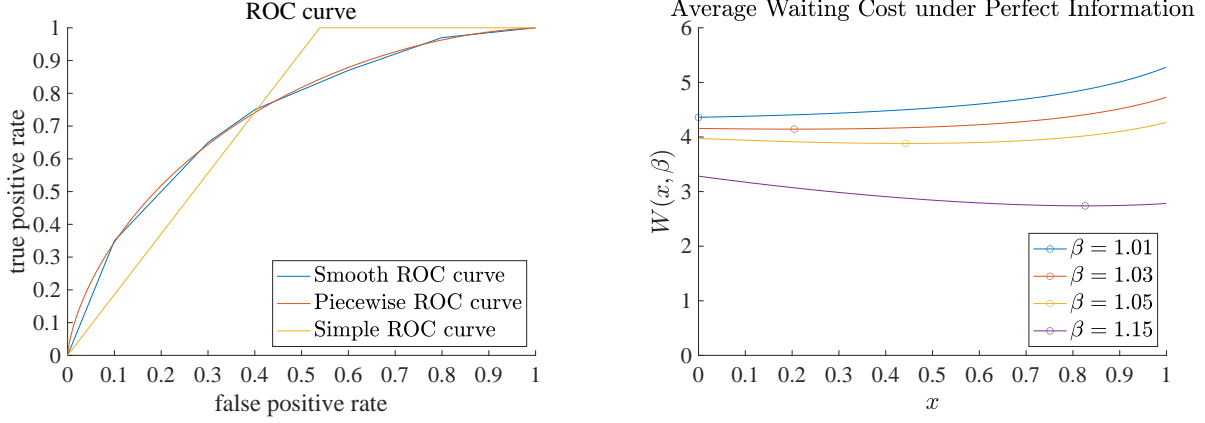 ROC curve
1
0.9
0.8
0.7
0.6
0.5
0.4
0.3
0.2
0.1
0
true positive rate
Smooth ROC curve
Piecewise ROC curve
Simple ROC curve
0 0.1 0.2 0.3 0.4 0.5 0.6 0.7 0.8 0.9 1
false positive rate
Average Waiting Cost under Perfect Information
6
5
4
3
2
1
0
W(x, β)
β = 1.01
β = 1.03
β = 1.05
β = 1.15
0 0.1 0.2 0.3 0.4 0.5 0.6 0.7 0.8 0.9 1
x